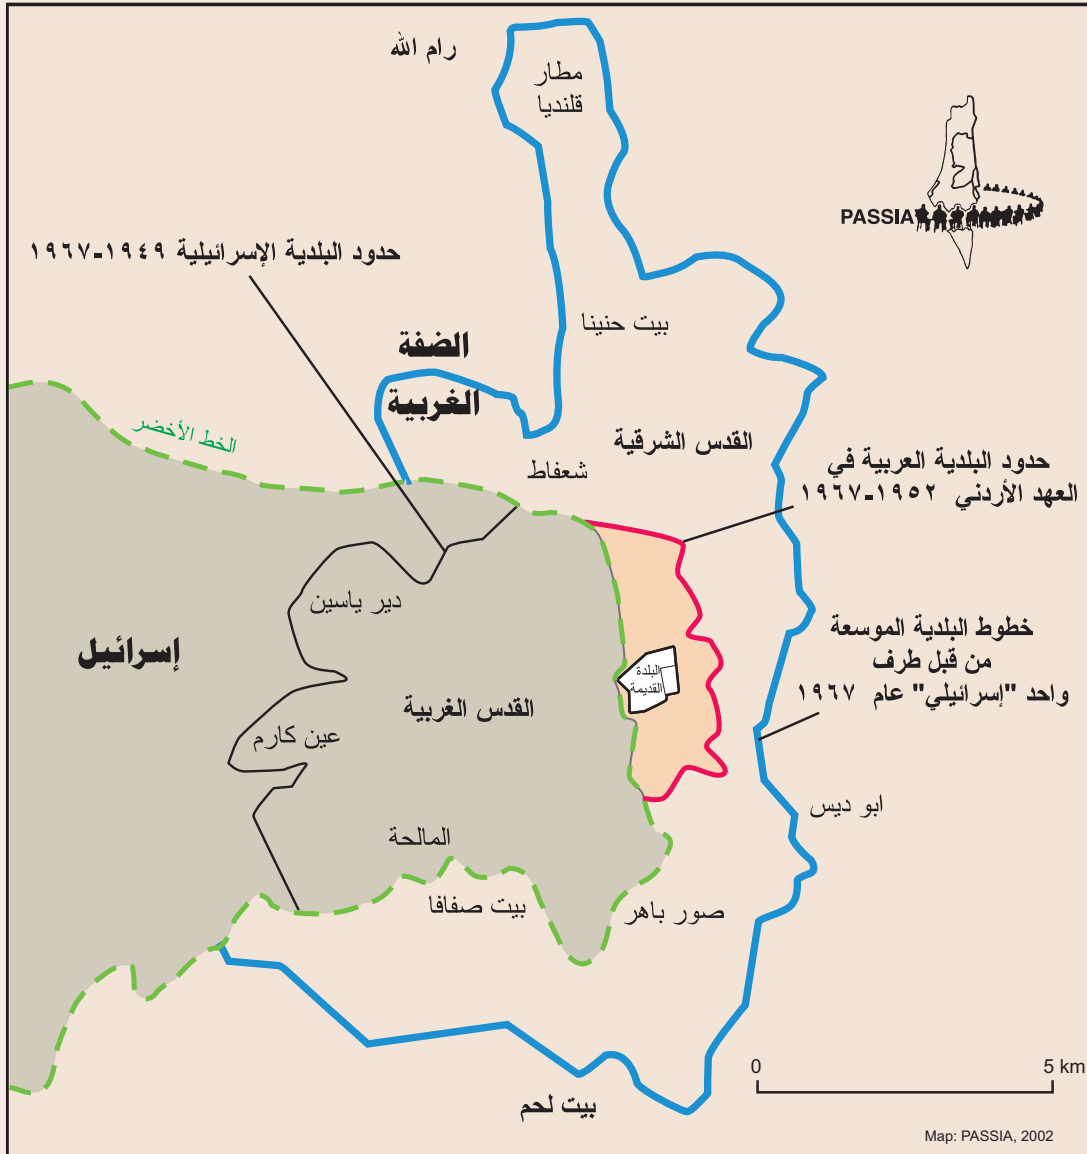 رام الله
مطار
قلنديا
PASSIA
حدود البلدية الإسرائيلية ١٩٤٩-١٩٦٧
بيت حنينا
الضفة
الغربية
الخط الأخضر
القدس الشرقية
شعفاط
حدود البلدية العربية في
العهد الأردني ١٩٥٢-١٩٦٧
دير ياسين
إسرائيل
خطوط البلدية الموسعة
من قبل طرف
واحد "إسرائيلي" عام ١٩٦٧
البلدة
القديمة
القدس الغربية
عين كارم
ابو ديس
المالحة
بيت صفافا
صور باهر
بيت لحم
0 5 km
Map: PASSIA, 2002